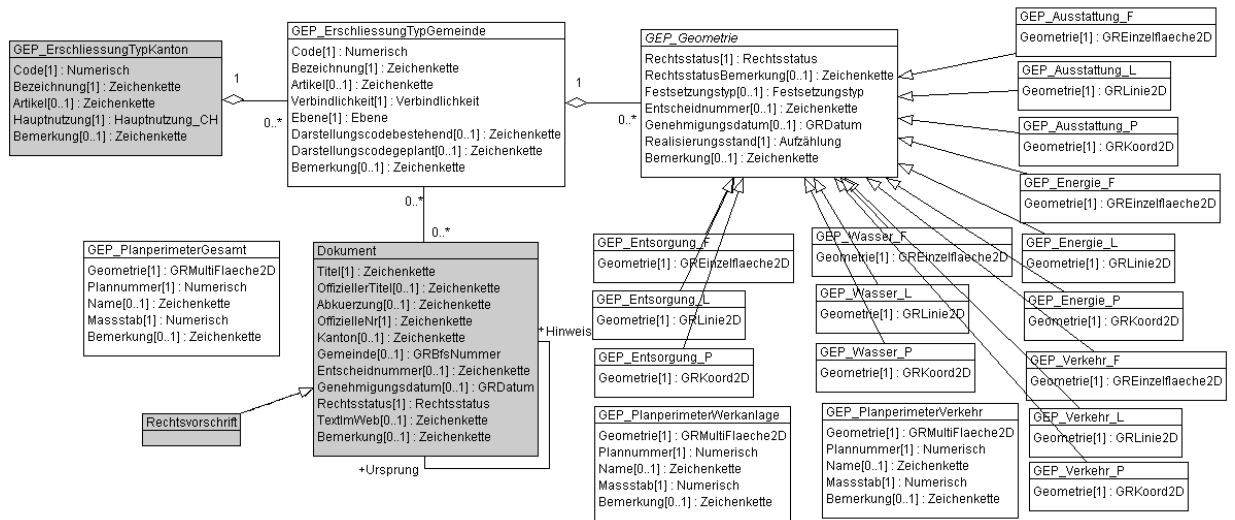 GEP_ErschliessungTypKanton
Code[1] : Numerisch
Bezeichnung[1] : Zeichenkette
Artikel[0..1] : Zeichenkette
Hauptnutzung[1] : Hauptnutzung_CH
Bemerkung[0..1] : Zeichenkette
1
0..*
GEP_ErschliessungTypGemeinde
Code[1] : Numerisch
Bezeichnung[1] : Zeichenkette
Artikel[0..1] : Zeichenkette
Verbindlichkeit[1] : Verbindlichkeit
Ebene[1] : Ebene
Darstellungscodebestehend[0..1] : Zeichenkette
Darstellungscodegeplant[0..1] : Zeichenkette
Bemerkung[0..1] : Zeichenkette
1
0..*
GEP_Geometrie
Rechtsstatus[1] : Rechtsstatus
RechtsstatusBemerkung[0..1] : Zeichenkette
Festsetzungstyp[0..1] : Festsetzungstyp
Entscheidnummer[0..1] : Zeichenkette
Genehmigungsdatum[0..1] : GRDatum
Realisierungsstand[1] : Aufzählung
Bemerkung[0..1] : Zeichenkette
GEP_Ausstattung_F
Geometrie[1] : GREinzelflaeche2D
GEP_Ausstattung_L
Geometrie[1] : GRLinie2D
GEP_Ausstattung_P
Geometrie[1] : GRKoord2D
GEP_Energie_F
Geometrie[1] : GREinzelflaeche2D
GEP_Energie_L
Geometrie[1] : GRLinie2D
GEP_Energie_P
Geometrie[1] : GRKoord2D
GEP_Verkehr_F
Geometrie[1] : GREinzelflaeche2D
GEP_Verkehr_L
Geometrie[1] : GRLinie2D
GEP_Verkehr_P
Geometrie[1] : GRKoord2D
0..*
0..*
GEP_PlanperimeterGesamt
Geometrie[1] : GRMultiFlaeche2D
Plannummer[1] : Numerisch
Name[0..1] : Zeichenkette
Massstab[1] : Numerisch
Bemerkung[0..1] : Zeichenkette
Rechtsvorschrift
Dokument
Titel[1] : Zeichenkette
OffiziellerTitel[0..1] : Zeichenkette
Abkuerzung[0..1] : Zeichenkette
OffizielleNr[1] : Zeichenkette
Kanton[0..1] : Zeichenkette
Gemeinde[0..1] : GRBfsNummer
Entscheidnummer[0..1] : Zeichenkette
Genehmigungsdatum[0..1] : GRDatum
Rechtsstatus[1] : Rechtsstatus
TextImWeb[0..1] : Zeichenkette
Bemerkung[0..1] : Zeichenkette
+Hinweis
+Ursprung
GEP_Entsorgung_F
Geometrie[1] : GREinzelflaeche2D
GEP_Entsorgung_L
Geometrie[1] : GRLinie2D
GEP_Entsorgung_P
Geometrie[1] : GRKoord2D
GEP_PlanperimeterWerkanlage
Geometrie[1] : GRMultiFlaeche2D
Plannummer[1] : Numerisch
Name[0..1] : Zeichenkette
Massstab[1] : Numerisch
Bemerkung[0..1] : Zeichenkette
GEP_Wasser_F
Geometrie[1] : GREinzelflaeche2D
GEP_Wasser_L
Geometrie[1] : GRLinie2D
GEP_Wasser_P
Geometrie[1] : GRKoord2D
GEP_PlanperimeterVerkehr
Geometrie[1] : GRMultiFlaeche2D
Plannummer[1] : Numerisch
Name[0..1] : Zeichenkette
Massstab[1] : Numerisch
Bemerkung[0..1] : Zeichenkette